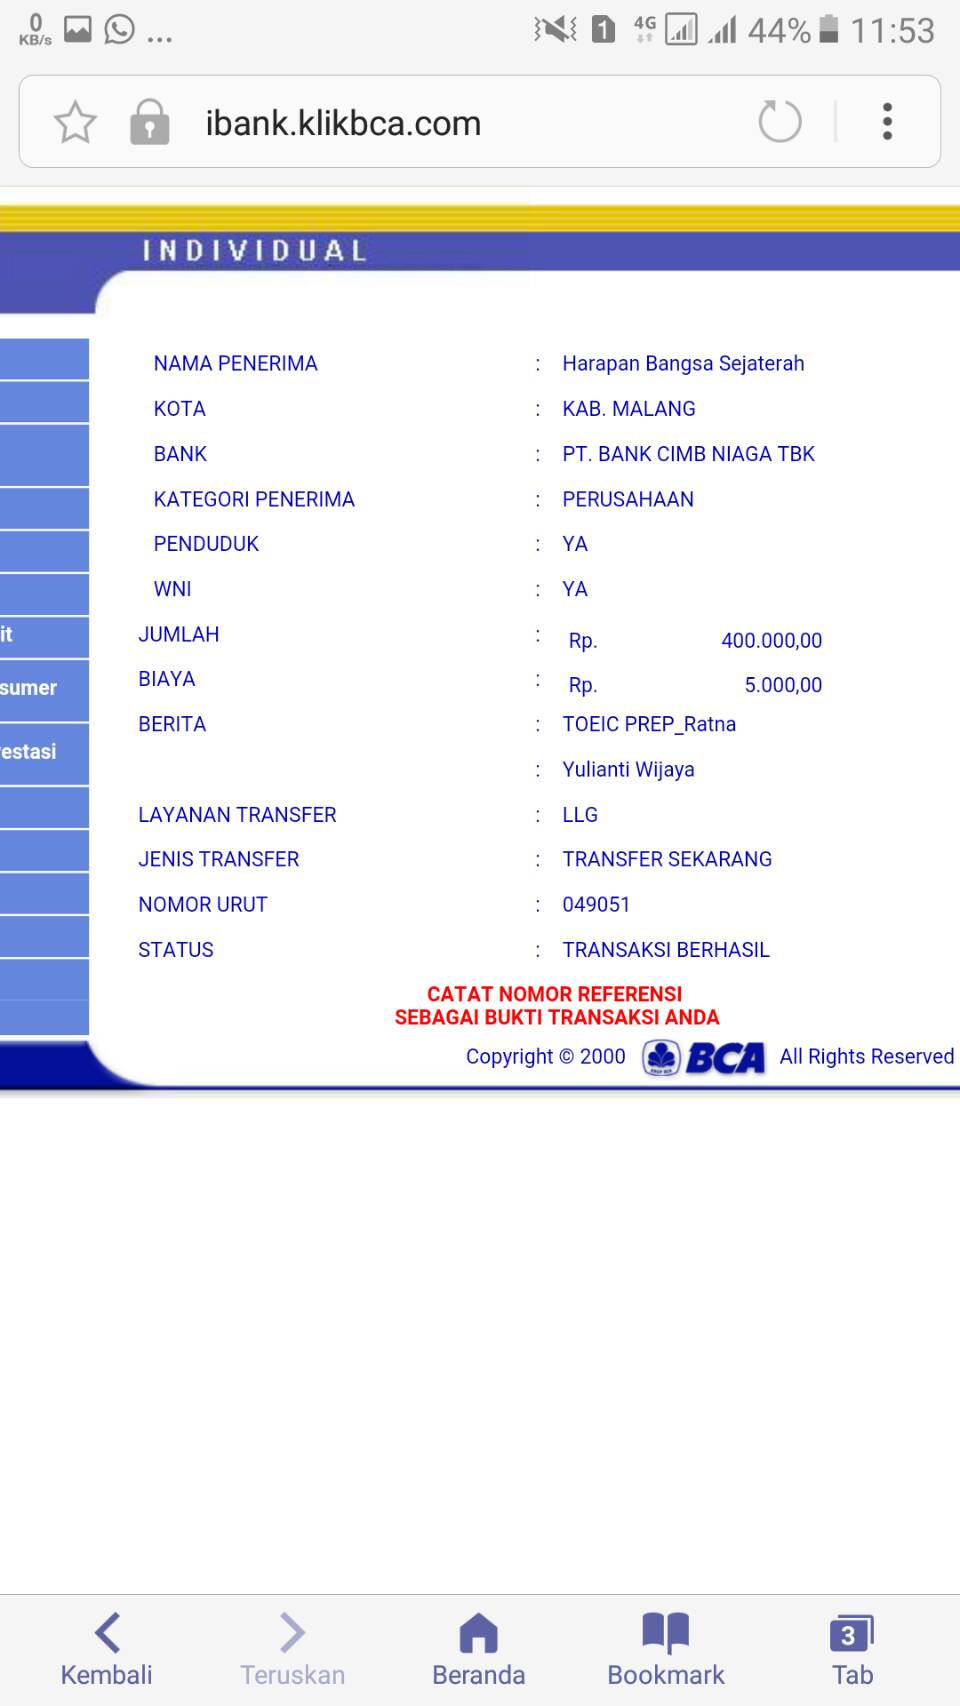 0
KB/s
...
1
4G
44%
11:53
ibank.klikbca.com
INDIVIDUAL
NAMA PENERIMA : Harapan Bangsa Sejaterah
KOTA : KAB. MALANG
BANK : PT. BANK CIMB NIAGA TBK
KATEGORI PENERIMA : PERUSAHAAN
PENDUDUK : YA
WNI : YA
it
JUMLAH : Rp. 400.000,00
sumer
BIAYA : Rp. 5.000,00
BERITA : TOEIC PREP_Ratna
estasi
: Yulianti Wijaya
LAYANAN TRANSFER : LLG
JENIS TRANSFER : TRANSFER SEKARANG
NOMOR URUT : 049051
STATUS : TRANSAKSI BERHASIL
CATAT NOMOR REFERENSI
SEBAGAI BUKTI TRANSAKSI ANDA
Copyright © 2000 BCA All Rights Reserved
3
Kembali Teruskan Beranda Bookmark Tab